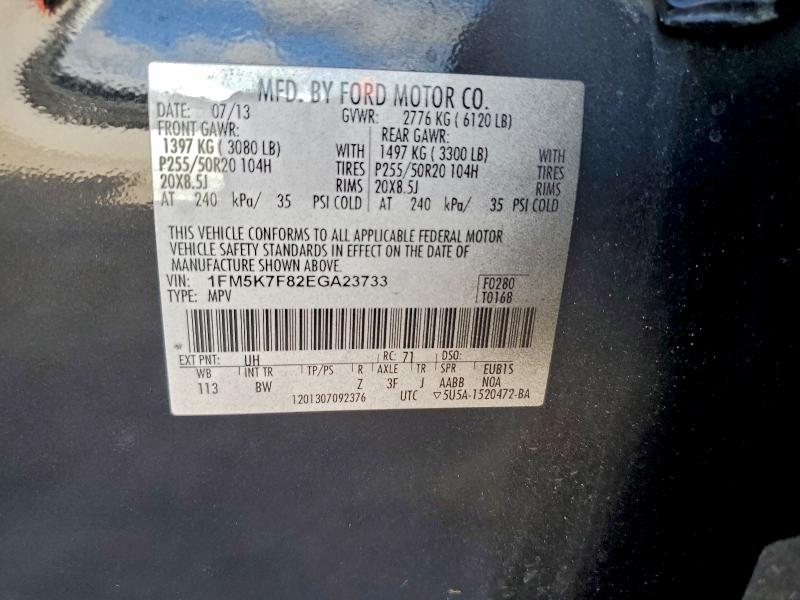 MFD. BY FORD MOTOR CO.
DATE: 07/13 GVWR: 2776 KG ( 6120 LB)
FRONT GAWR: REAR GAWR:
1397 KG ( 3080 LB) WITH 1497 KG ( 3300 LB) WITH
P255/50R20 104H TIRES P255/50R20 104H TIRES
20X8.5J RIMS 20X8.5J RIMS
AT 240 kPa/ 35 PSI COLD AT 240 kPa/ 35 PSI COLD
THIS VEHICLE CONFORMS TO ALL APPLICABLE FEDERAL MOTOR
VEHICLE SAFETY STANDARDS IN EFFECT ON THE DATE OF
MANUFACTURE SHOWN ABOVE.
VIN: 1FM5K7F82EGA23733 F0280
TYPE: MPV T0168
EXT PNT: UH RC: 71 DSO:
WB INT TR TP/PS R AXLE TR SPR EUB1S
113 BW Z 3F J AABB N0A
1201307092376 UTC ▽5U5A-1520472-BA